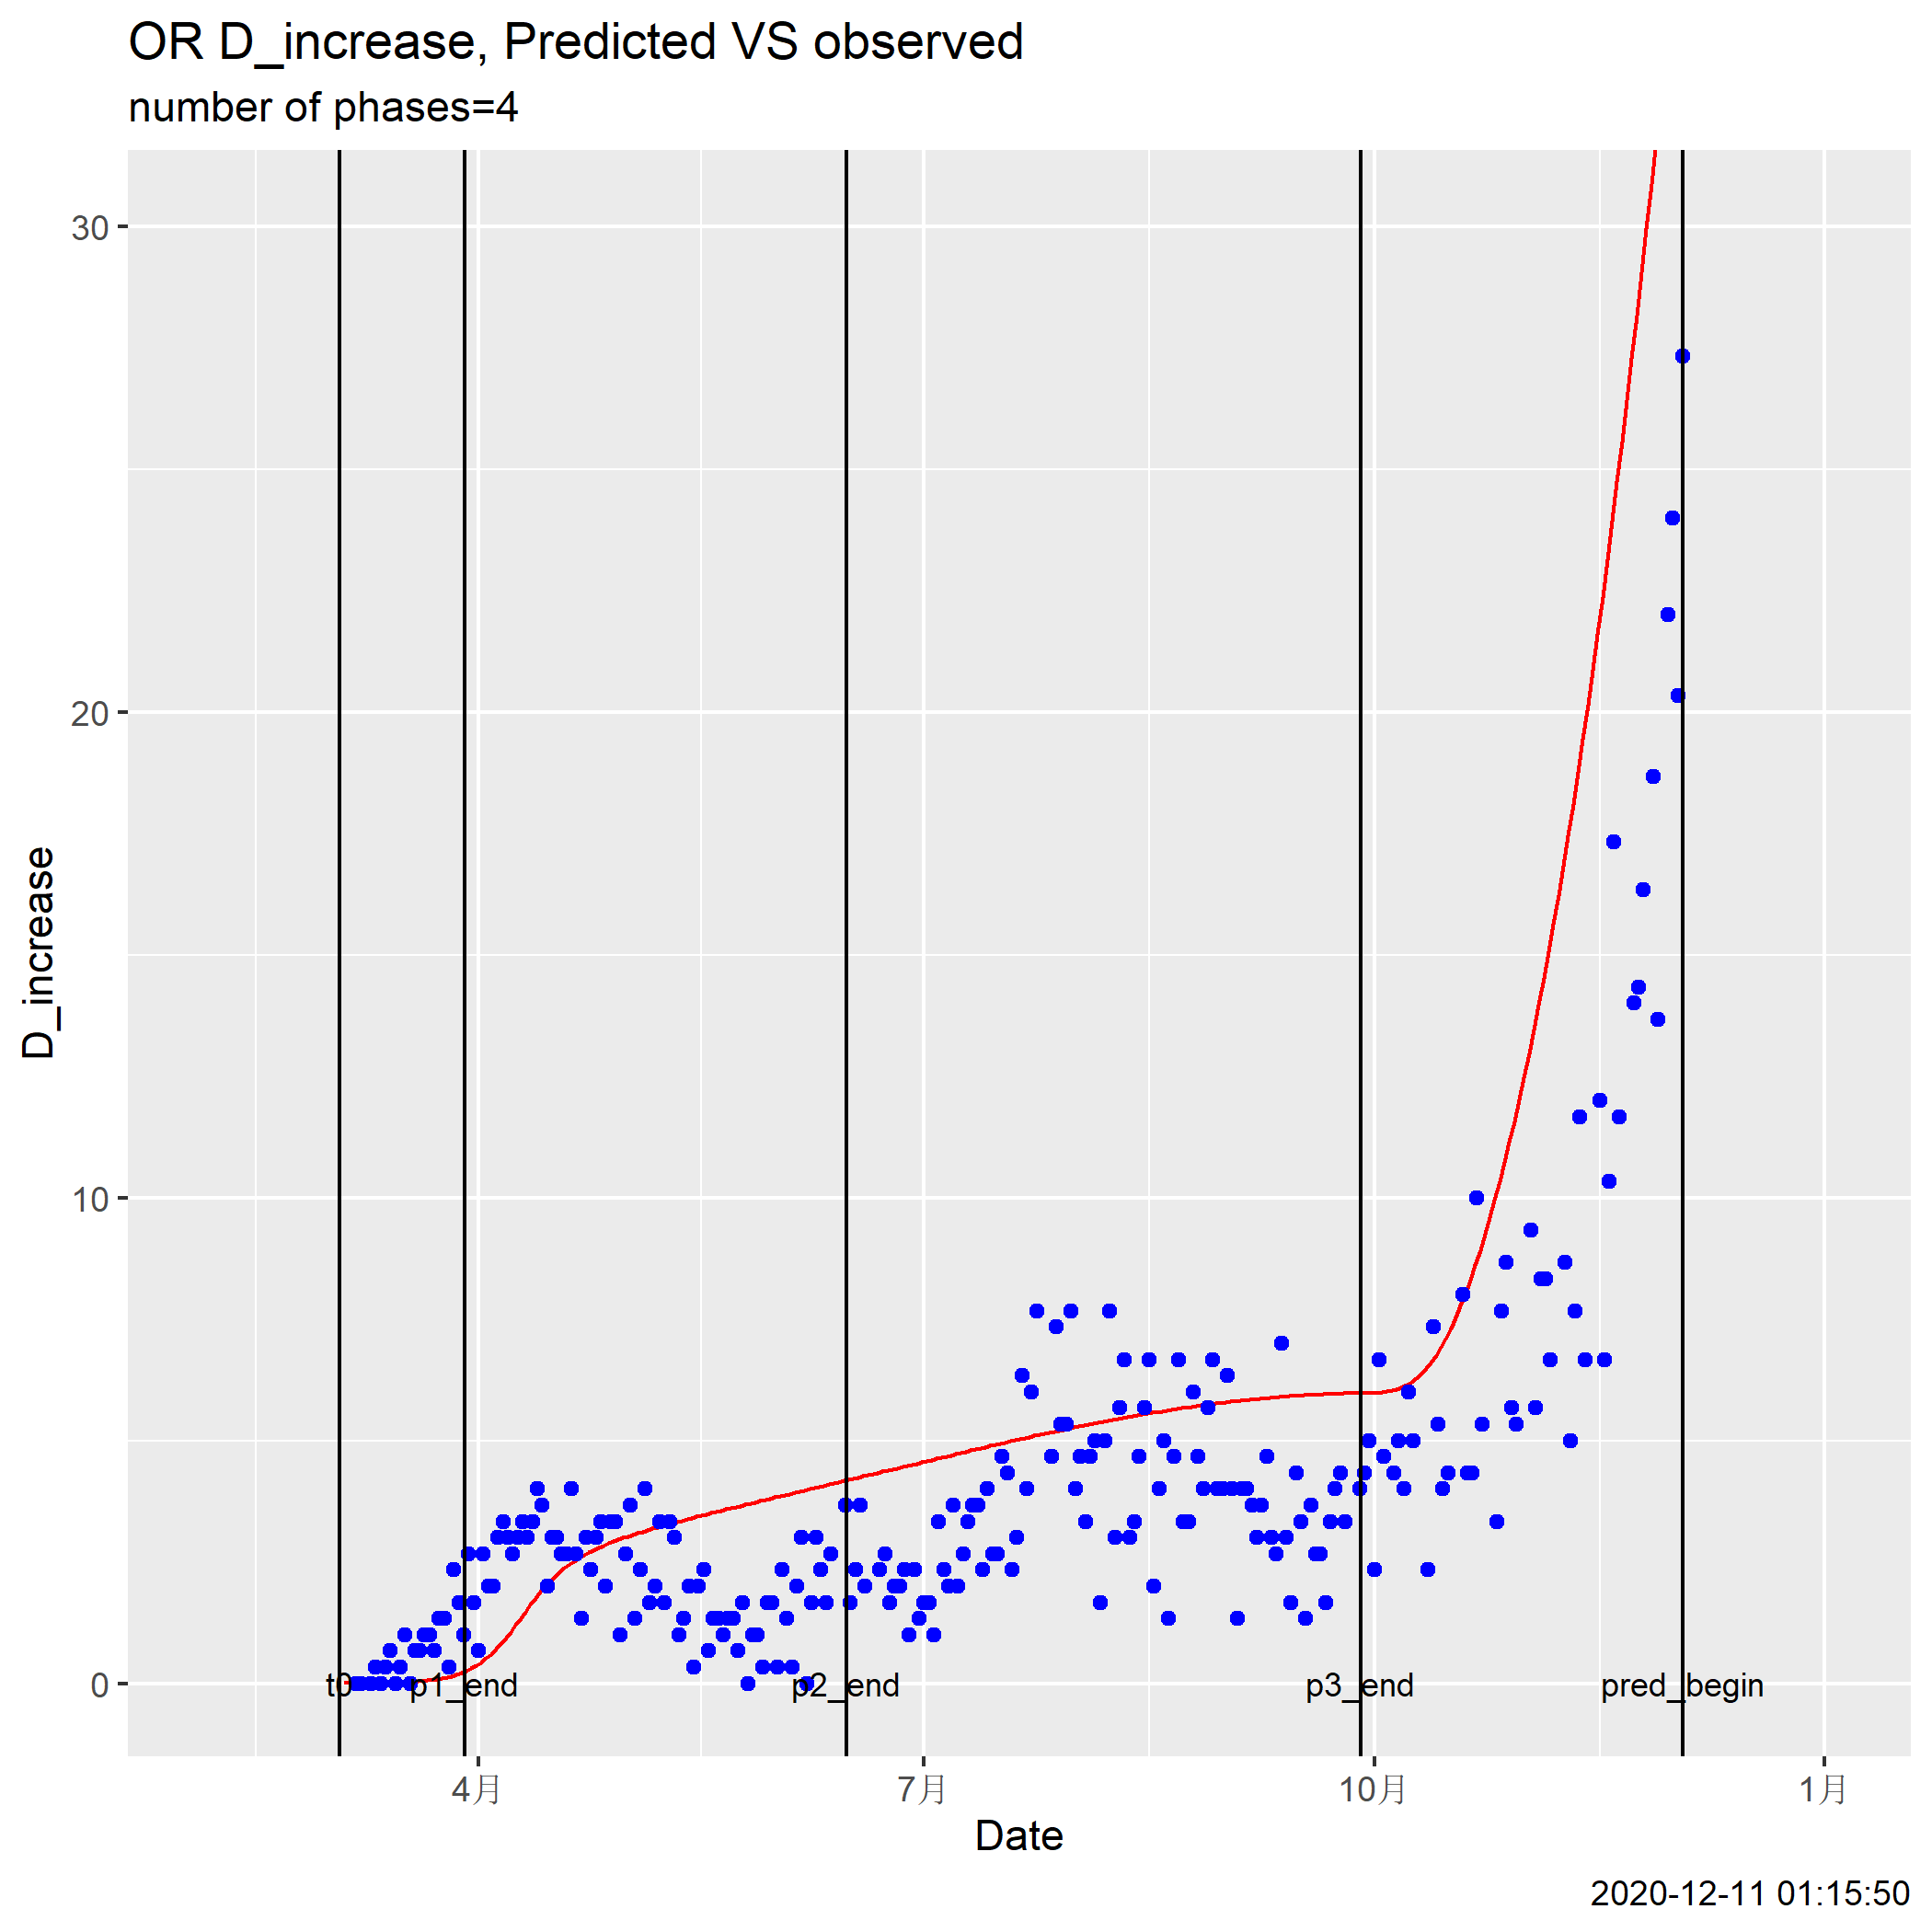 OR D_increase, Predicted VS observed
number of phases=4
30
20
10
0
D_increase
t0
p1_end
p2_end
p3_end
pred_begin
4月
7月
10月
1月
Date
2020-12-11 01:15:50